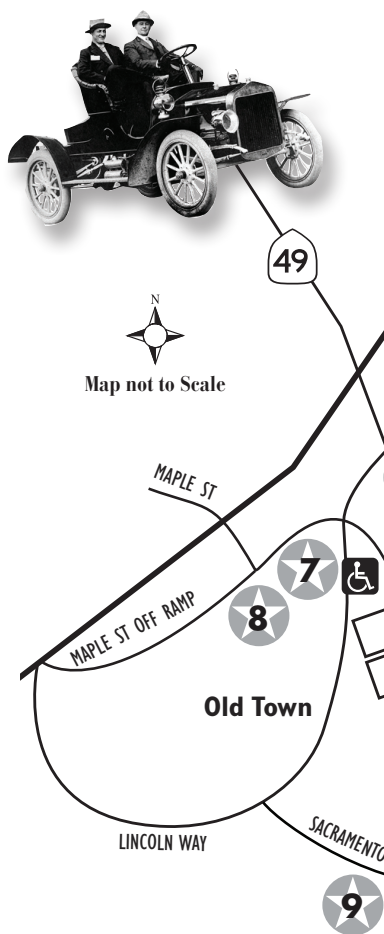 49
N
Map not to Scale
MAPLE ST
7
8
MAPLE ST OFF RAMP
Old Town
LINCOLN WAY
SACRAMENTO
9